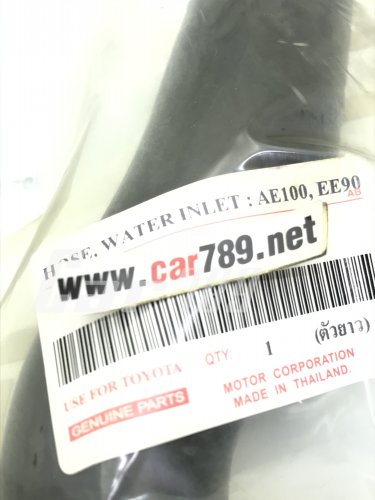 HOSE, WATER INLET : AE100, EE90
AB
www.car789.net
USE FOR TOYOTA
QTY: 1 (ตัวยาว)
GENUINE PARTS
MOTOR CORPORATION
MADE IN THAILAND.